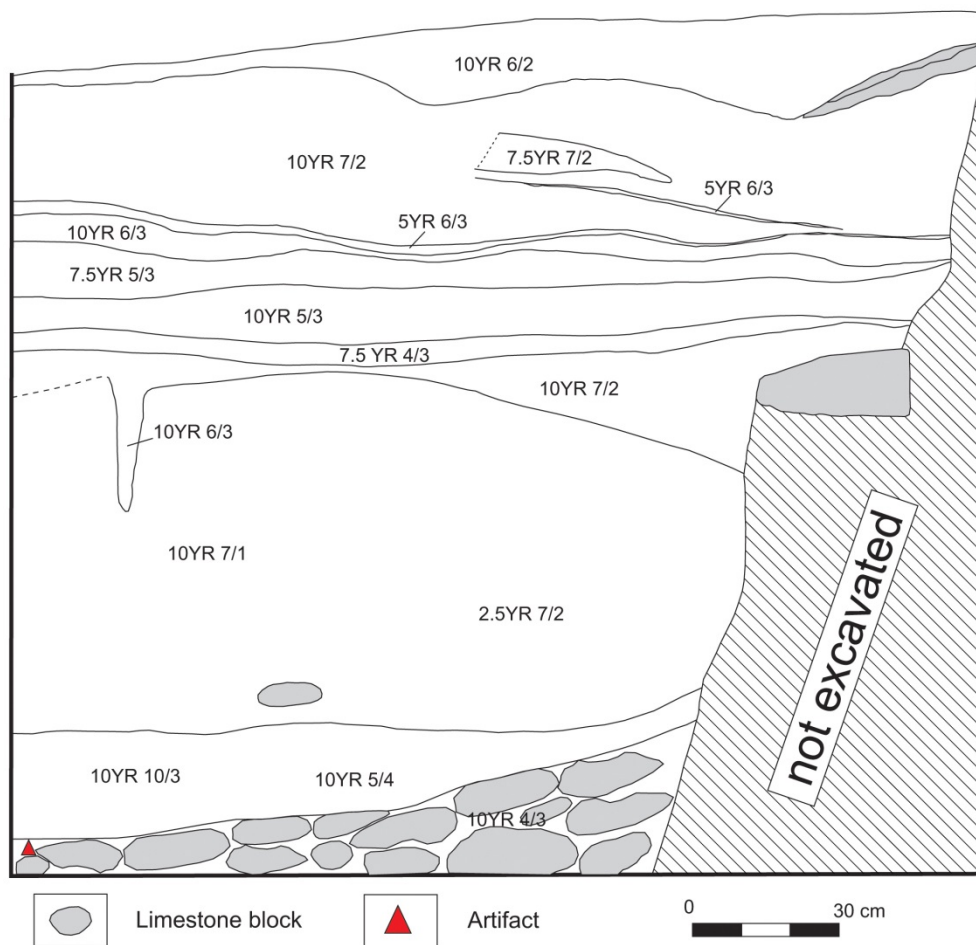 10YR 6/2
10YR 7/2
7.5YR 7/2
5YR 6/3
5YR 6/3
10YR 6/3
7.5YR 5/3
10YR 5/3
7.5 YR 4/3
10YR 7/2
10YR 6/3
10YR 7/1
2.5YR 7/2
not excavated
10YR 10/3
10YR 5/4
10YR 4/3
Limestone block
Artifact
0 30 cm